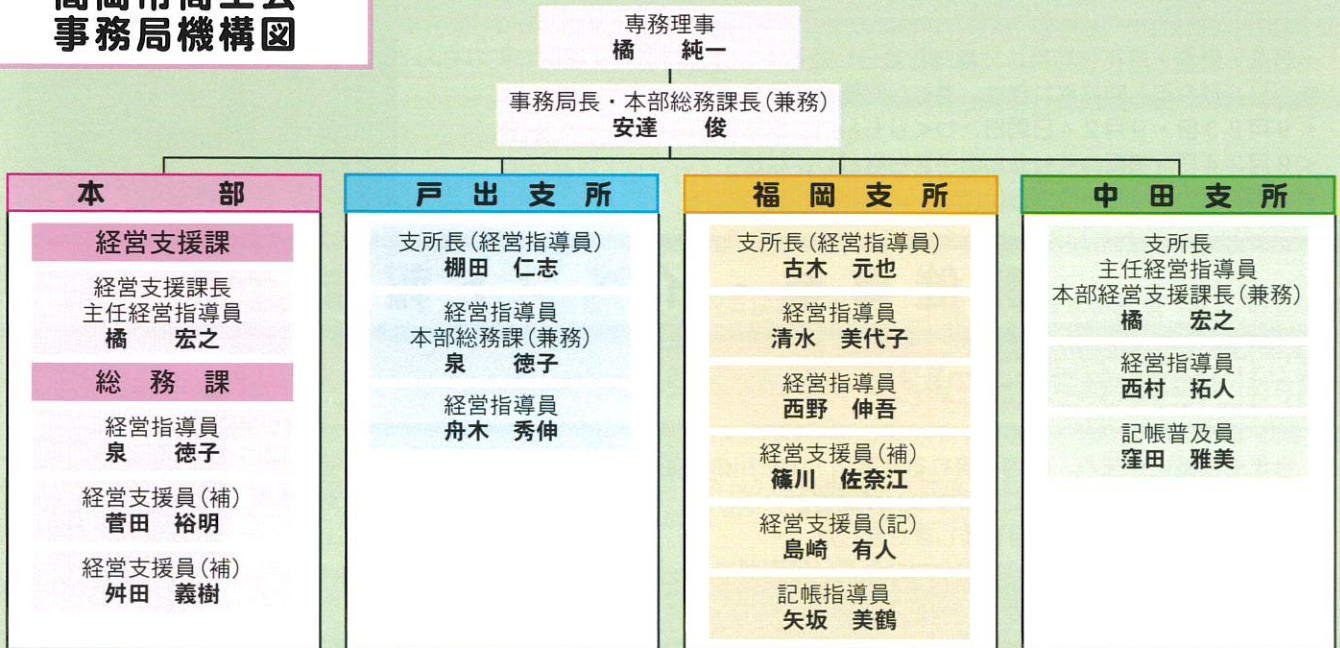 高岡市商工会
事務局機構図
専務理事
橘　純一
事務局長・本部総務課長(兼務)
安達　俊
本部
経営支援課
経営支援課長
主任経営指導員
橘　宏之
総務課
経営指導員
泉　徳子
経営支援員(補)
菅田　裕明
経営支援員(補)
舛田　義樹
戸出支所
支所長(経営指導員)
棚田　仁志
経営指導員
本部総務課(兼務)
泉　徳子
経営指導員
舟木　秀伸
福岡支所
支所長(経営指導員)
古木　元也
経営指導員
清水　美代子
経営指導員
西野　伸吾
経営支援員(補)
篠川　佐奈江
経営支援員(記)
島崎　有人
記帳指導員
矢坂　美鶴
中田支所
支所長
主任経営指導員
本部経営支援課長(兼務)
橘　宏之
経営指導員
西村　拓人
記帳普及員
窪田　雅美